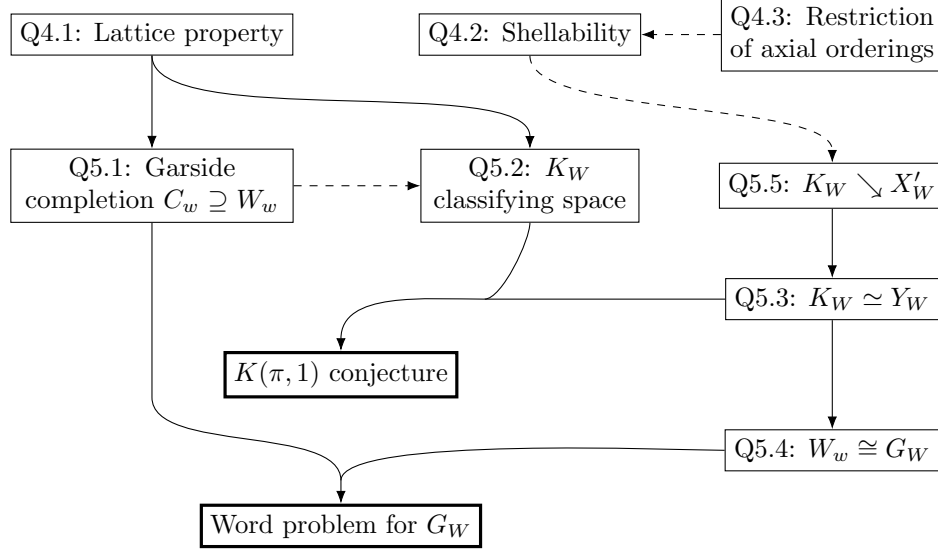 Q4.1: Lattice property
Q4.2: Shellability
Q4.3: Restriction
of axial orderings
Q5.1: Garside
completion C_w ⊇ W_w
Q5.2: K_W
classifying space
Q5.5: K_W ↘ X'_W
Q5.3: K_W ≃ Y_W
K(π, 1) conjecture
Q5.4: W_w ≅ G_W
Word problem for G_W